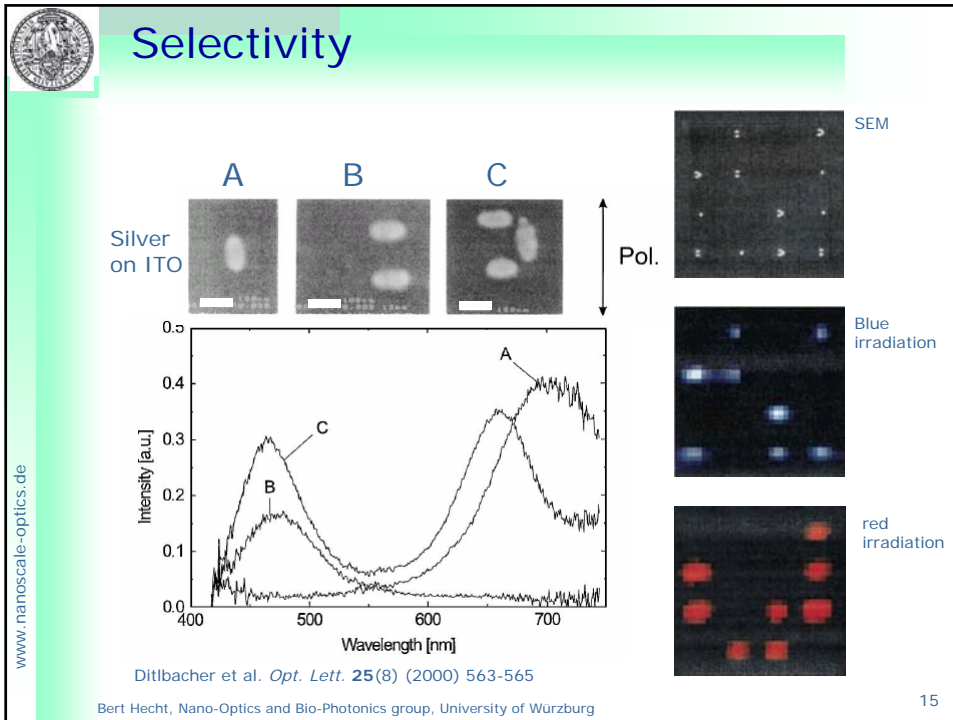 Selectivity
SEM
A B C
Silver
on ITO
Pol.
Blue
irradiation
0.5
0.4
0.3
0.2
0.1
0.0
Intensity [a.u.]
A
C
B
400 500 600 700
Wavelength [nm]
red
irradiation
www.nanoscale-optics.de
Ditlbacher et al. Opt. Lett. 25(8) (2000) 563-565
Bert Hecht, Nano-Optics and Bio-Photonics group, University of Würzburg
15